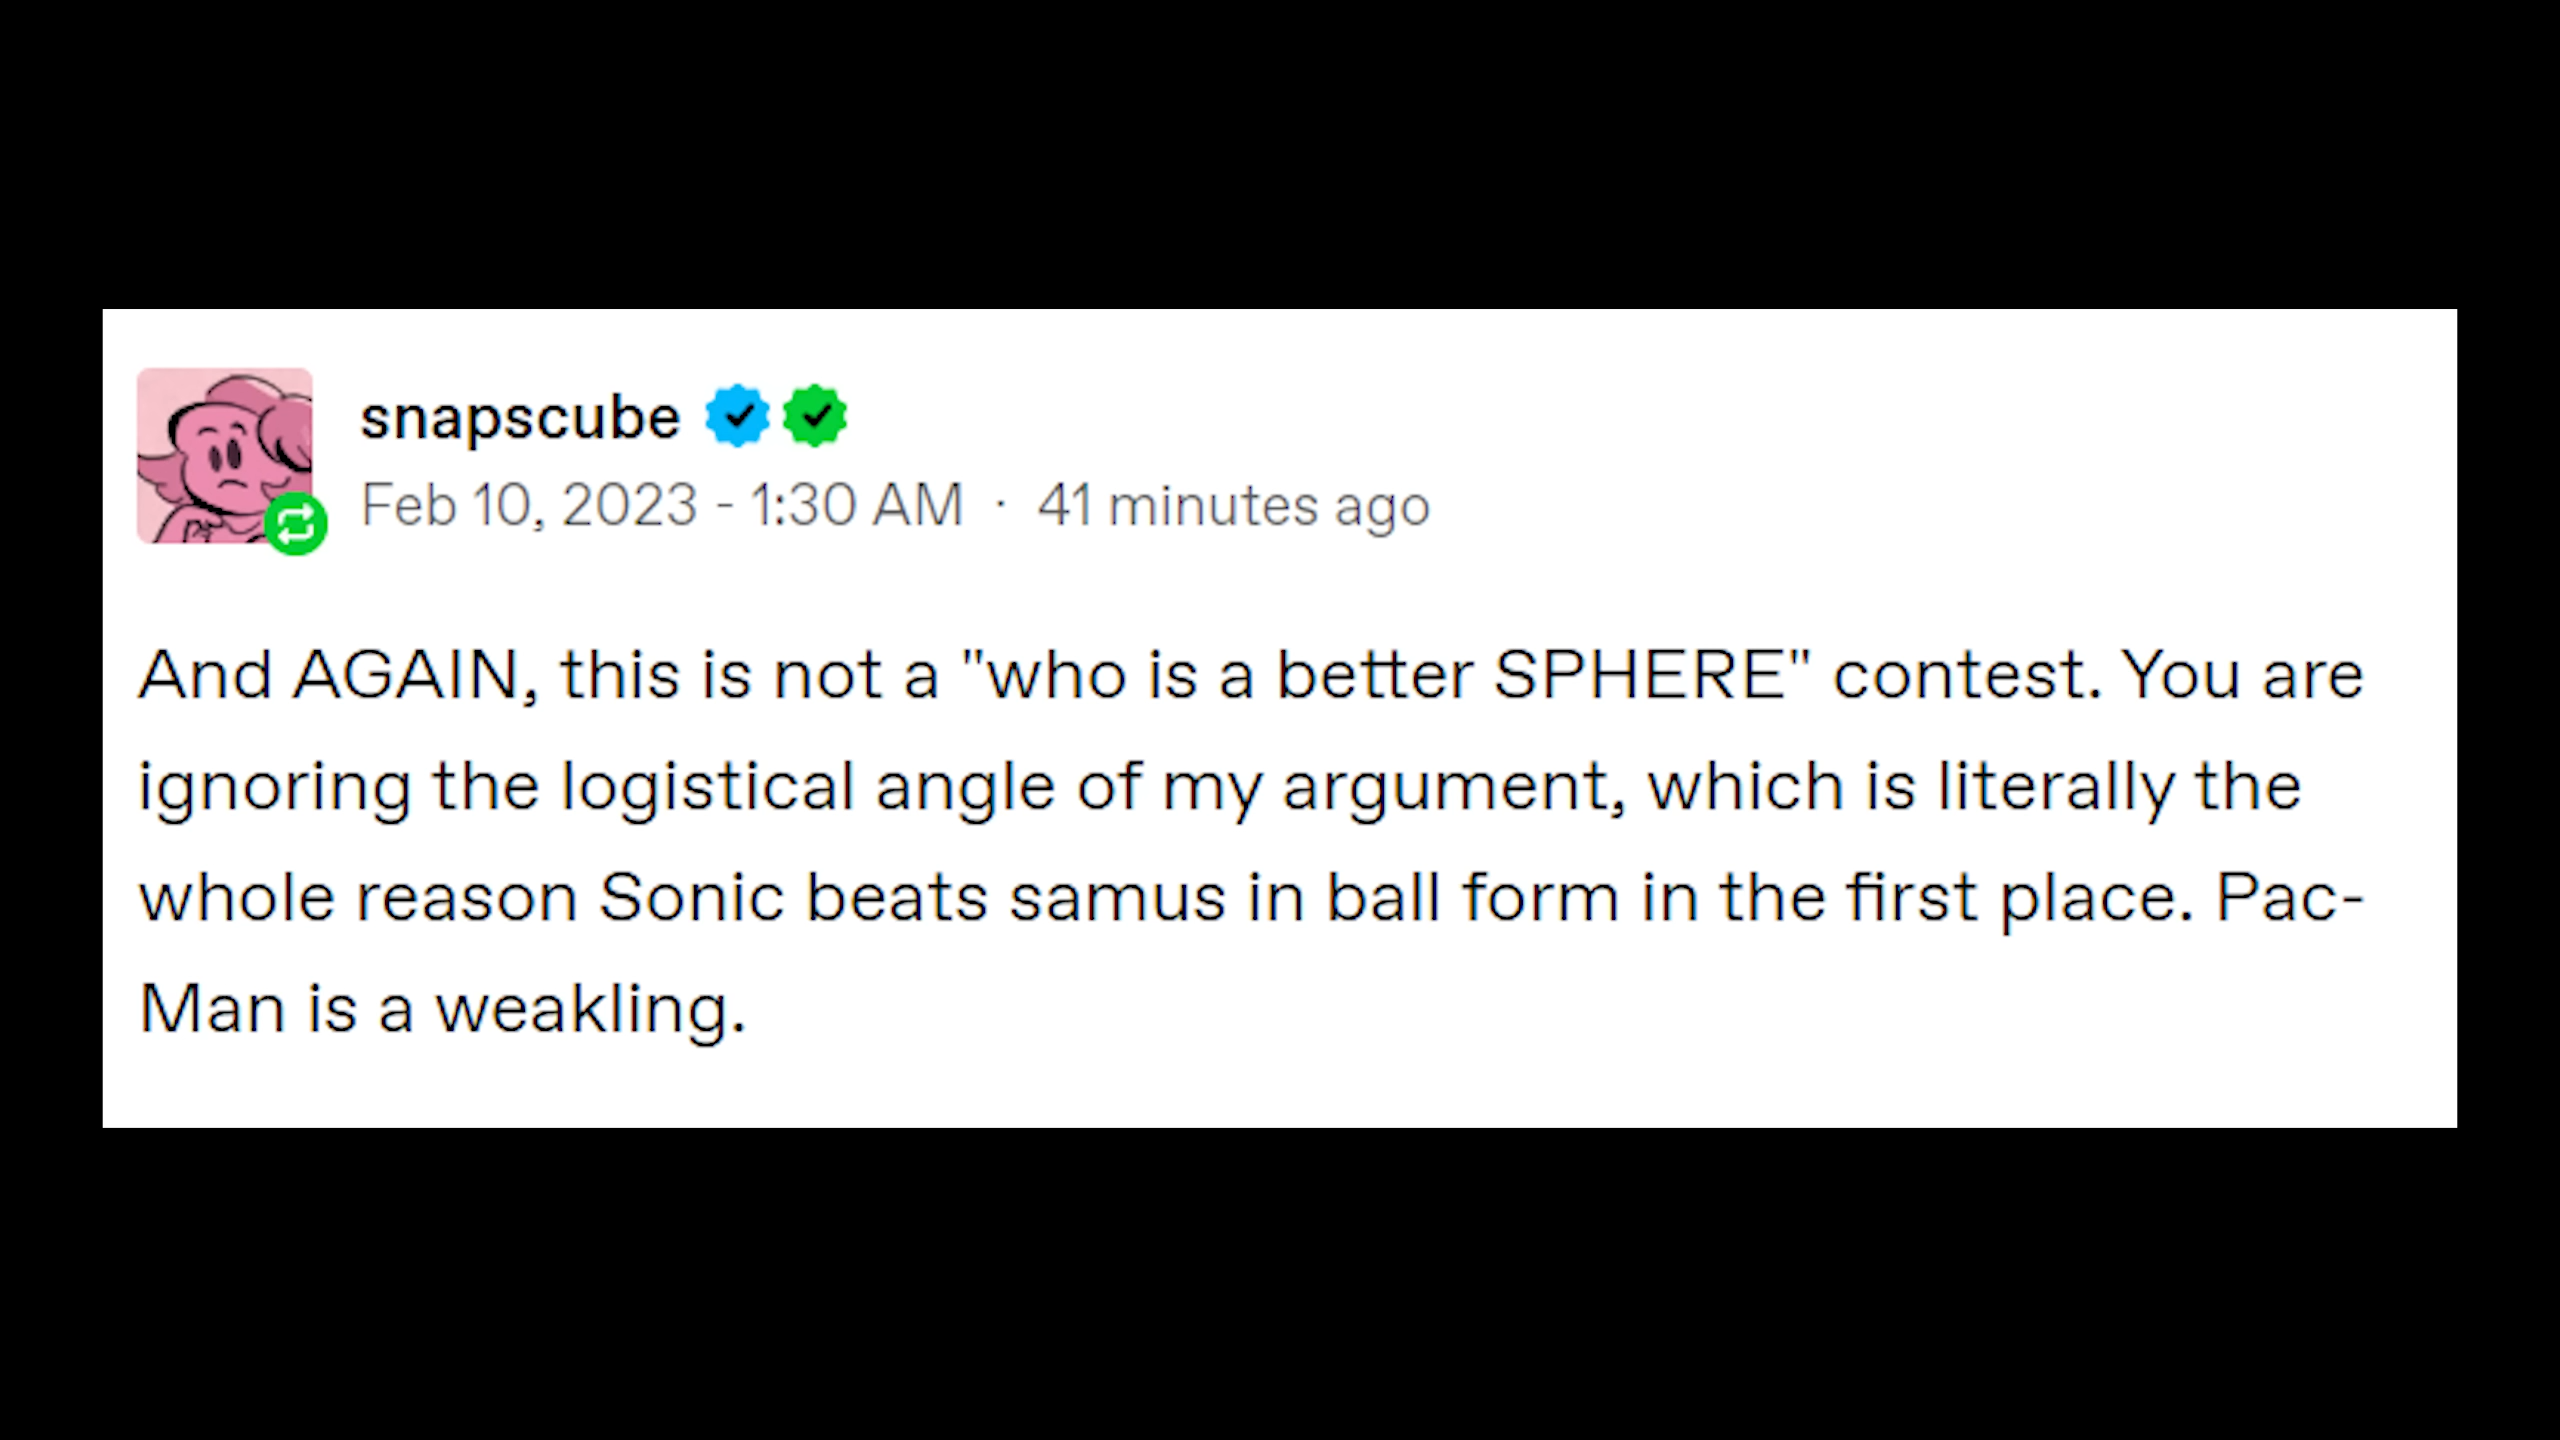 snapscube
Feb 10, 2023 - 1:30 AM · 41 minutes ago
And AGAIN, this is not a "who is a better SPHERE" contest. You are
ignoring the logistical angle of my argument, which is literally the
whole reason Sonic beats samus in ball form in the first place. Pac-
Man is a weakling.